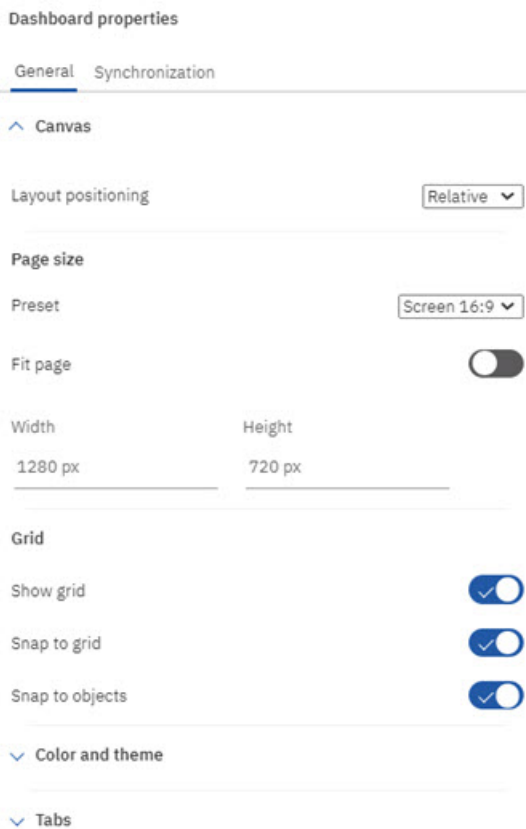 Dashboard properties
General Synchronization
Canvas
Layout positioning Relative
Page size
Preset Screen 16:9
Fit page
Width Height
1280 px 720 px
Grid
Show grid
Snap to grid
Snap to objects
Color and theme
Tabs